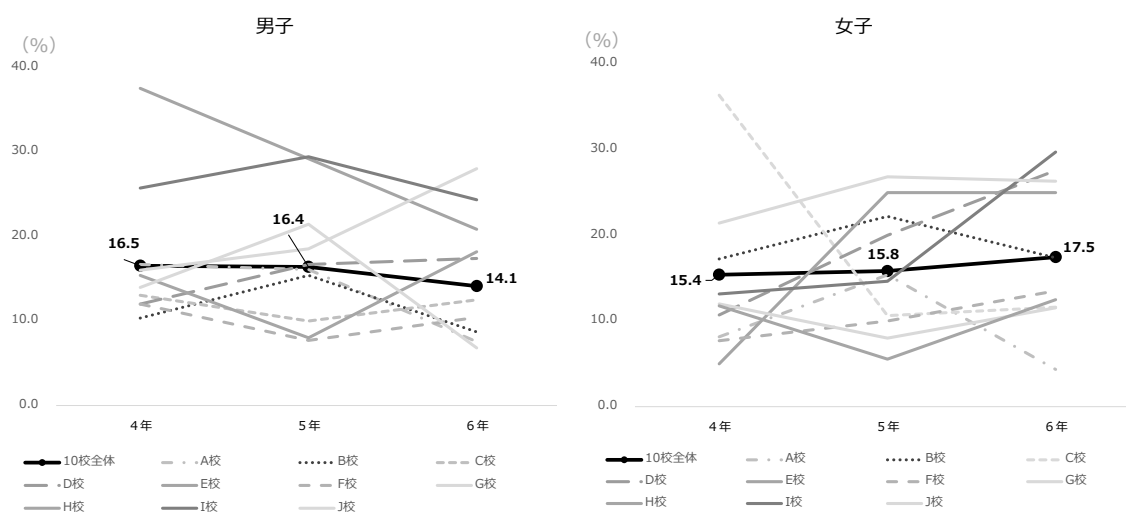 男子
(%)
40.0
30.0
20.0
10.0
0.0
16.5
16.4
14.1
4年
5年
6年
10校全体
A校
B校
C校
D校
E校
F校
G校
H校
I校
J校
女子
(%)
40.0
30.0
20.0
10.0
0.0
15.4
15.8
17.5
4年
5年
6年
10校全体
A校
B校
C校
D校
E校
F校
G校
H校
I校
J校